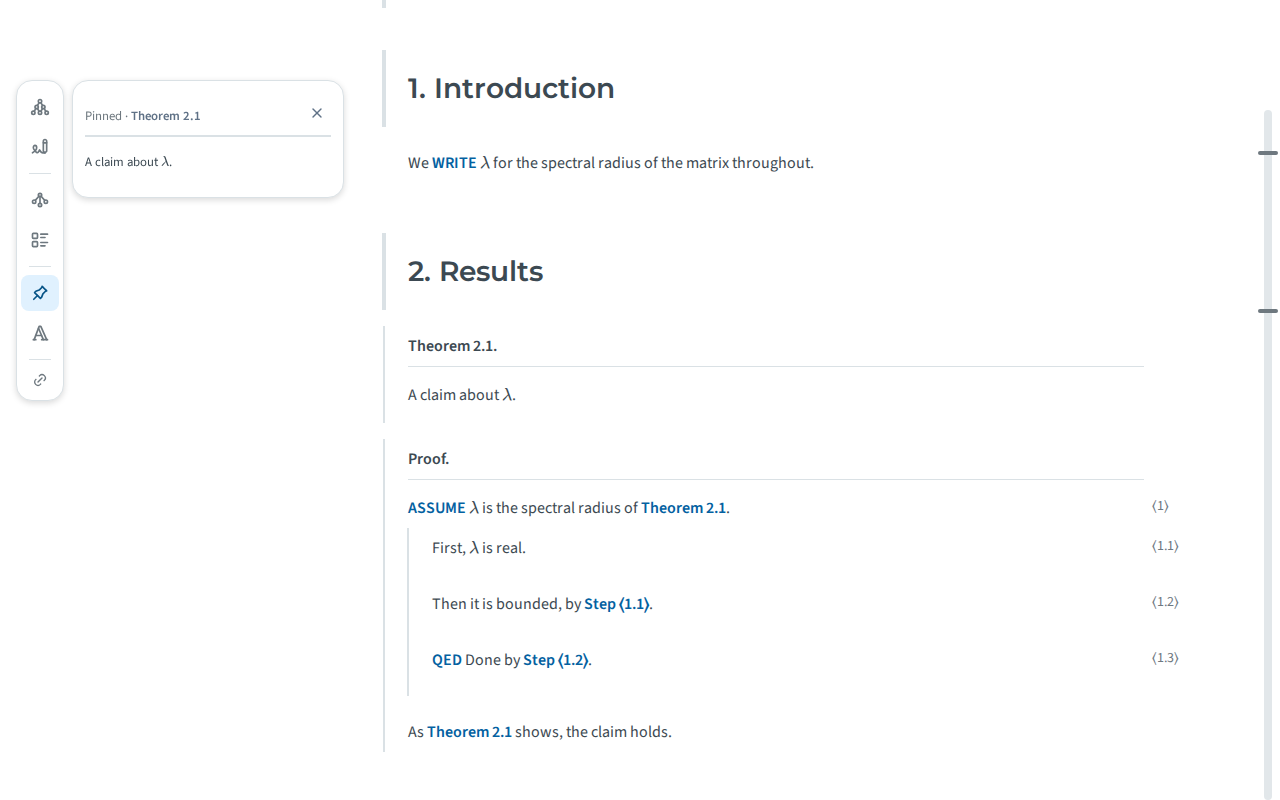 Pinned · Theorem 2.1
A claim about λ.
1. Introduction
We WRITE λ for the spectral radius of the matrix throughout.
2. Results
Theorem 2.1.
A claim about λ.
Proof.
ASSUME λ is the spectral radius of Theorem 2.1. ⟨1⟩
First, λ is real. ⟨1.1⟩
Then it is bounded, by Step ⟨1.1⟩. ⟨1.2⟩
QED Done by Step ⟨1.2⟩. ⟨1.3⟩
As Theorem 2.1 shows, the claim holds.